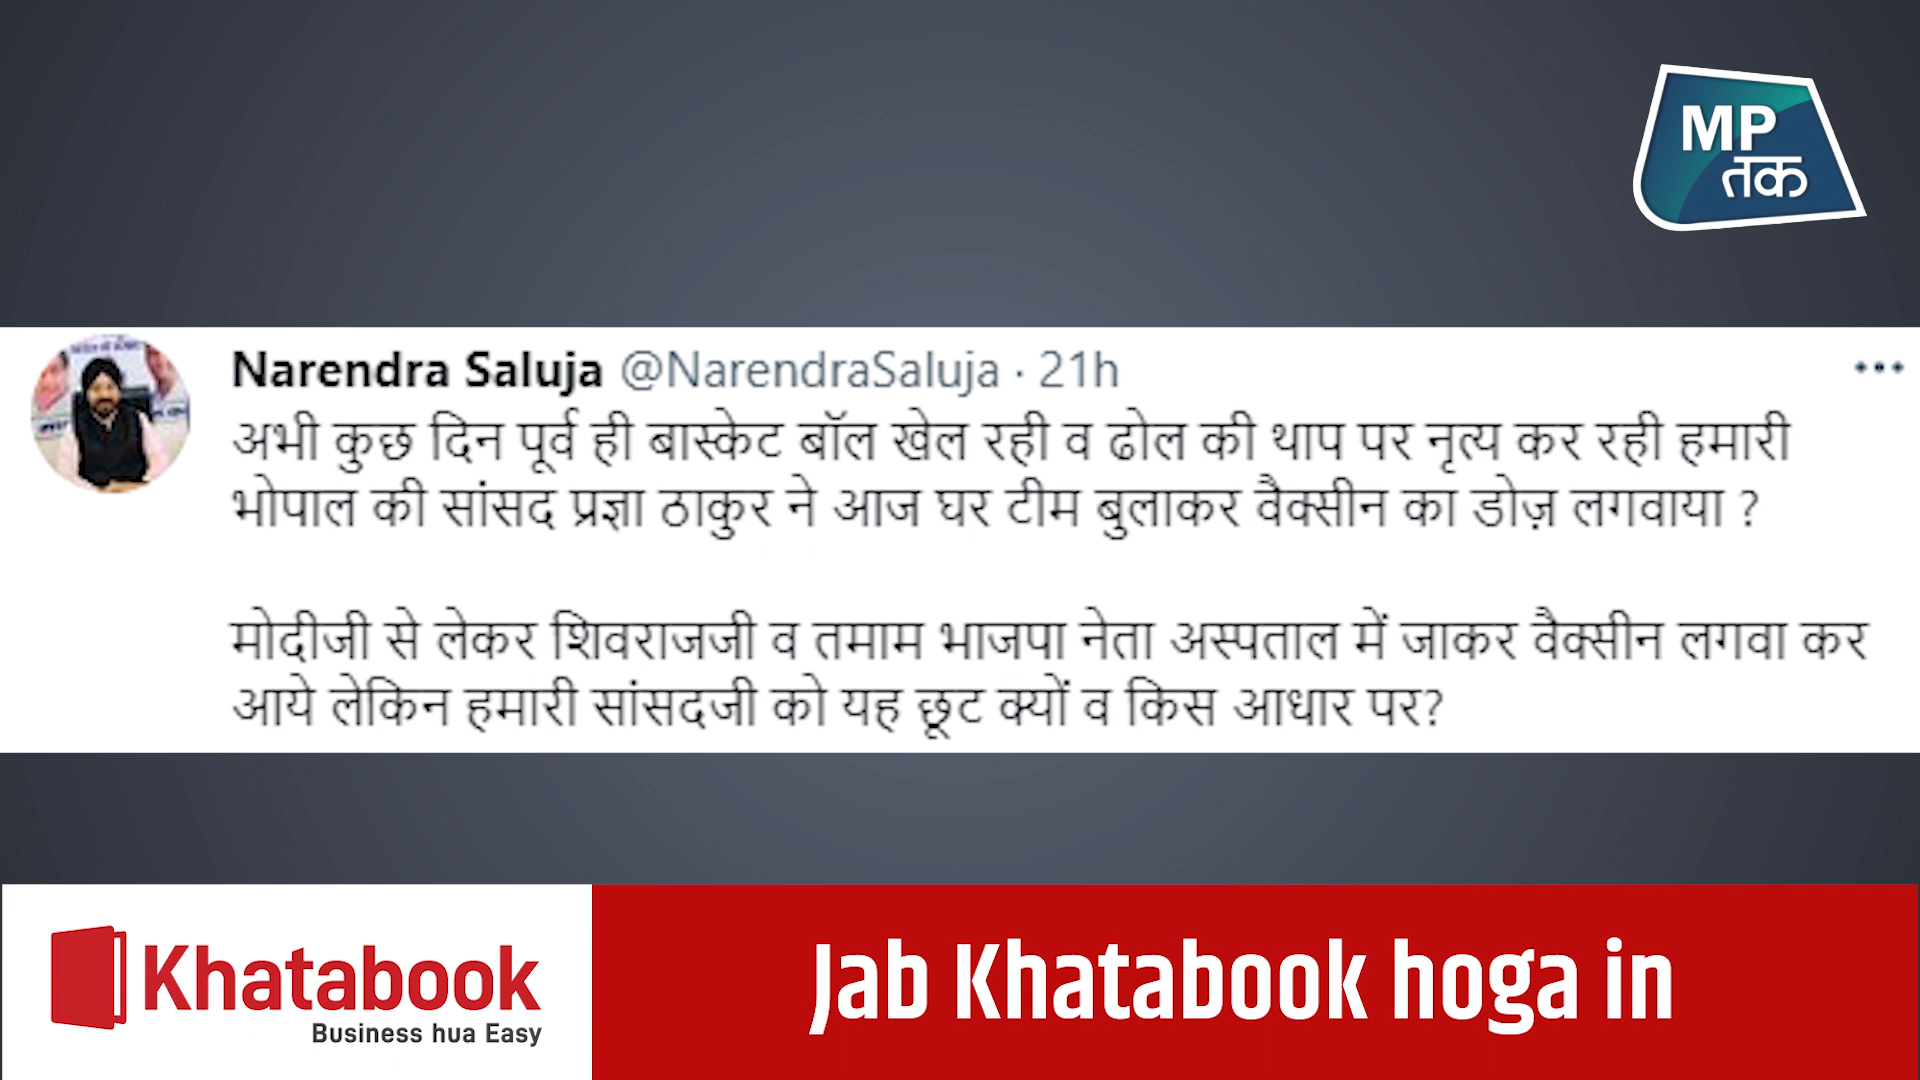 MP
तक
Narendra Saluja @NarendraSaluja · 21h
अभी कुछ दिन पूर्व ही बास्केट बॉल खेल रही व ढोल की थाप पर नृत्य कर रही हमारी
भोपाल की सांसद प्रज्ञा ठाकुर ने आज घर टीम बुलाकर वैक्सीन का डोज़ लगवाया ?
मोदीजी से लेकर शिवराजजी व तमाम भाजपा नेता अस्पताल में जाकर वैक्सीन लगवा कर
आये लेकिन हमारी सांसदजी को यह छूट क्यों व किस आधार पर?
Khatabook
Business hua Easy
Jab Khatabook hoga in